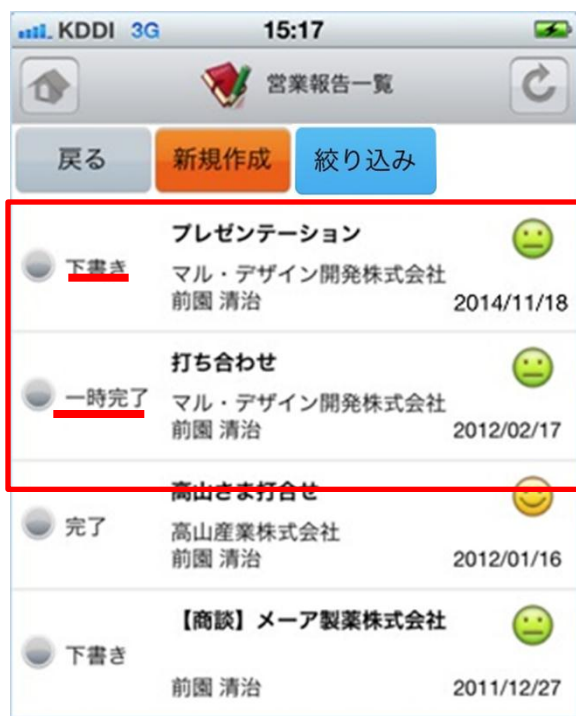 KDDI 3G 15:17
営業報告一覧
戻る 新規作成 絞り込み
プレゼンテーション
下書き
マル・デザイン開発株式会社
前園 清治
2014/11/18
打ち合わせ
一時完了
マル・デザイン開発株式会社
前園 清治
2012/02/17
高山さま打合せ
完了
高山産業株式会社
前園 清治
2012/01/16
【商談】メーア製薬株式会社
下書き
前園 清治
2011/12/27